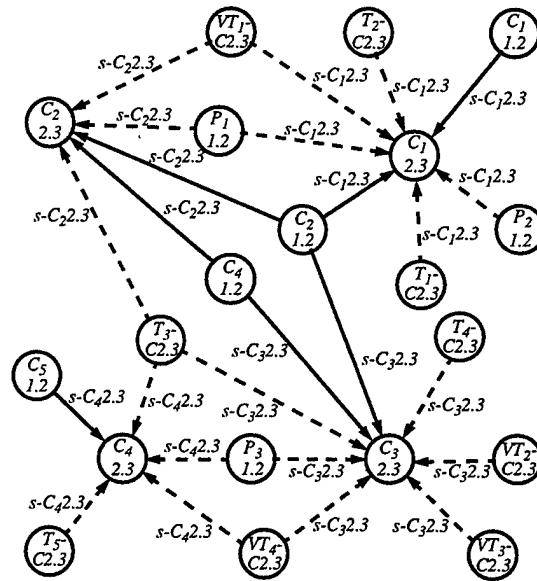 VT₁-
C2.3
T₂-
C2.3
C₁
1.2
s-C₂2.3
s-C₁2.3
s-C₁2.3
s-C₁2.3
C₂
2.3
s-C₂2.3
P₁
1.2
s-C₁2.3
C₁
2.3
s-C₂2.3
s-C₁2.3
s-C₁2.3
s-C₂2.3
C₂
1.2
P₂
1.2
s-C₂2.3
s-C₁2.3
C₄
1.2
T₁-
C2.3
T₃-
C2.3
T₄-
C2.3
s-C₃2.3
C₅
1.2
s-C₄2.3
s-C₄2.3
s-C₃2.3
s-C₃2.3
C₄
2.3
s-C₄2.3
P₃
1.2
s-C₃2.3
C₃
2.3
s-C₃2.3
VT₂-
C2.3
s-C₄2.3
s-C₄2.3
s-C₃2.3
s-C₃2.3
T₅-
C2.3
VT₄-
C2.3
VT₃-
C2.3